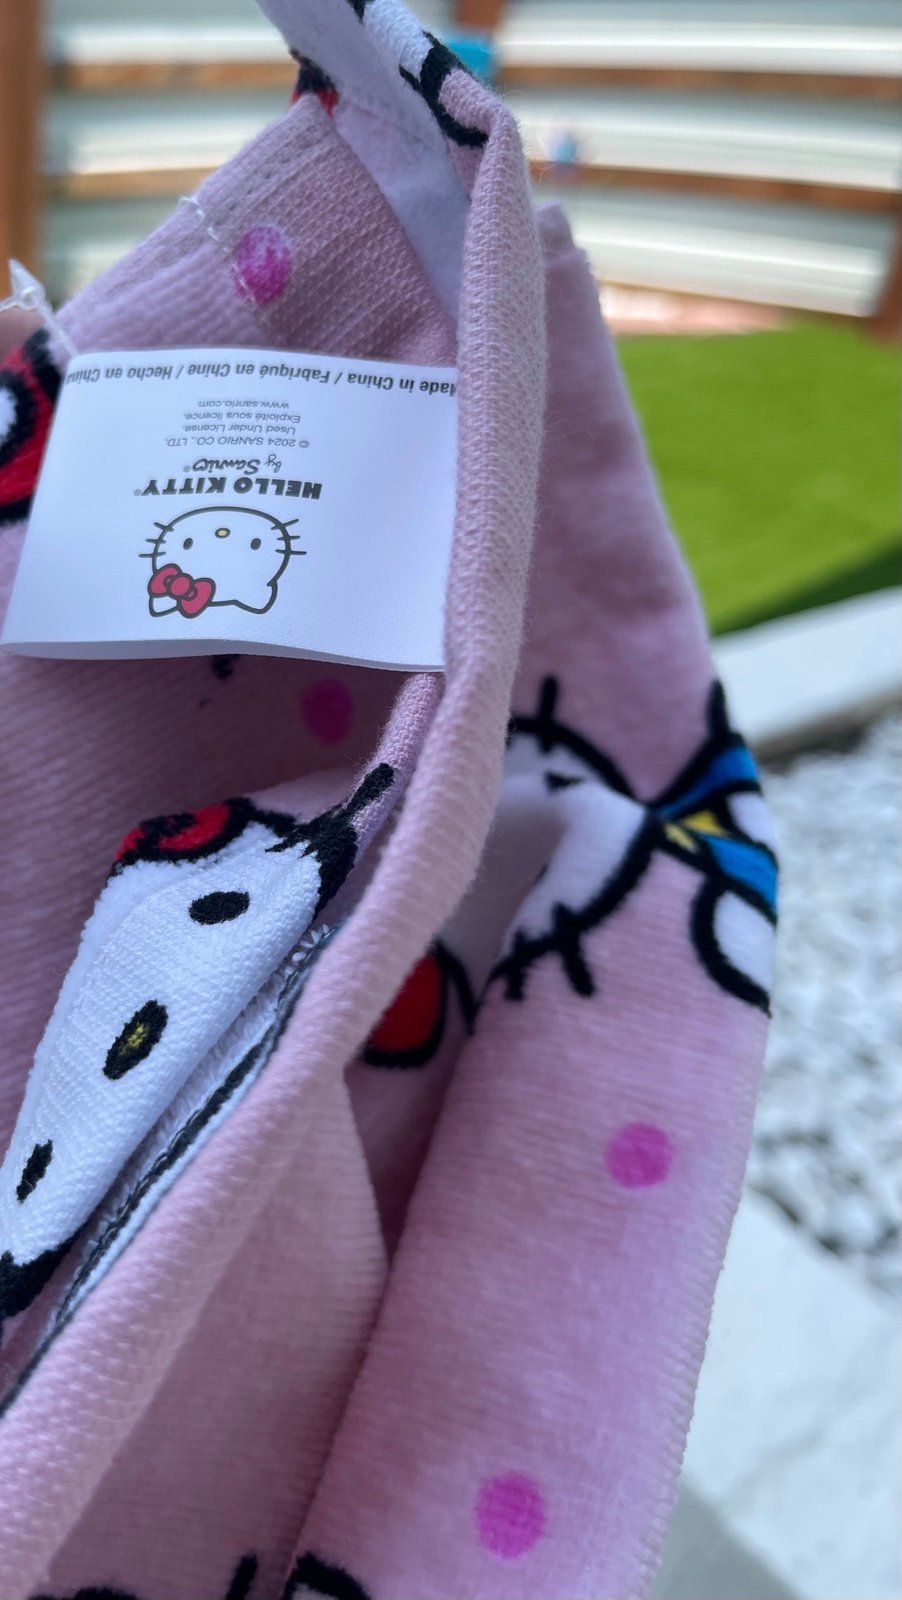 HELLO KITTY®
by Sanrio®
© 2024 SANRIO CO., LTD.
Used Under License.
Exploité sous licence.
www.sanrio.com
Made in China / Fabriqué en Chine / Hecho en China